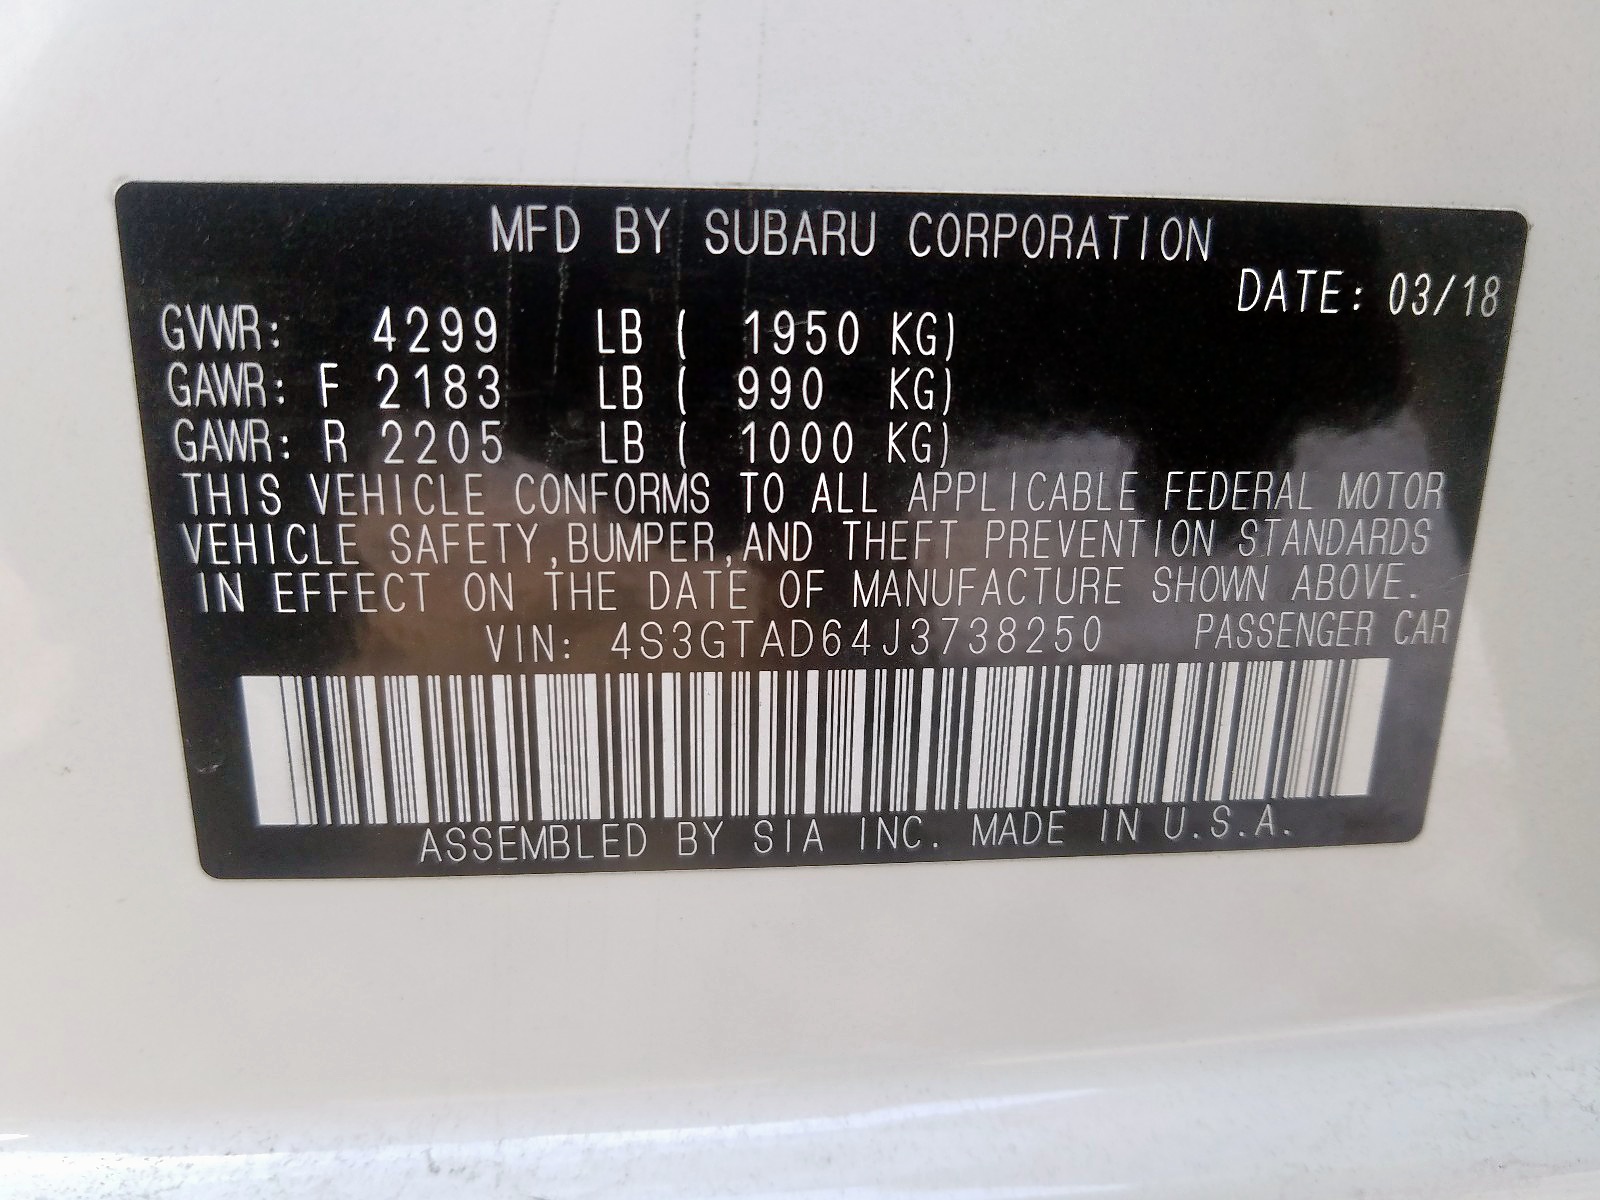 MFD BY SUBARU CORPORATION
DATE: 03/18
GVWR: 4299 LB ( 1950 KG)
GAWR: F 2183 LB ( 990 KG)
GAWR: R 2205 LB ( 1000 KG)
THIS VEHICLE CONFORMS TO ALL APPLICABLE FEDERAL MOTOR
VEHICLE SAFETY,BUMPER,AND THEFT PREVENTION STANDARDS
IN EFFECT ON THE DATE OF MANUFACTURE SHOWN ABOVE.
VIN: 4S3GTAD64J3738250 PASSENGER CAR
ASSEMBLED BY SIA INC. MADE IN U.S.A.